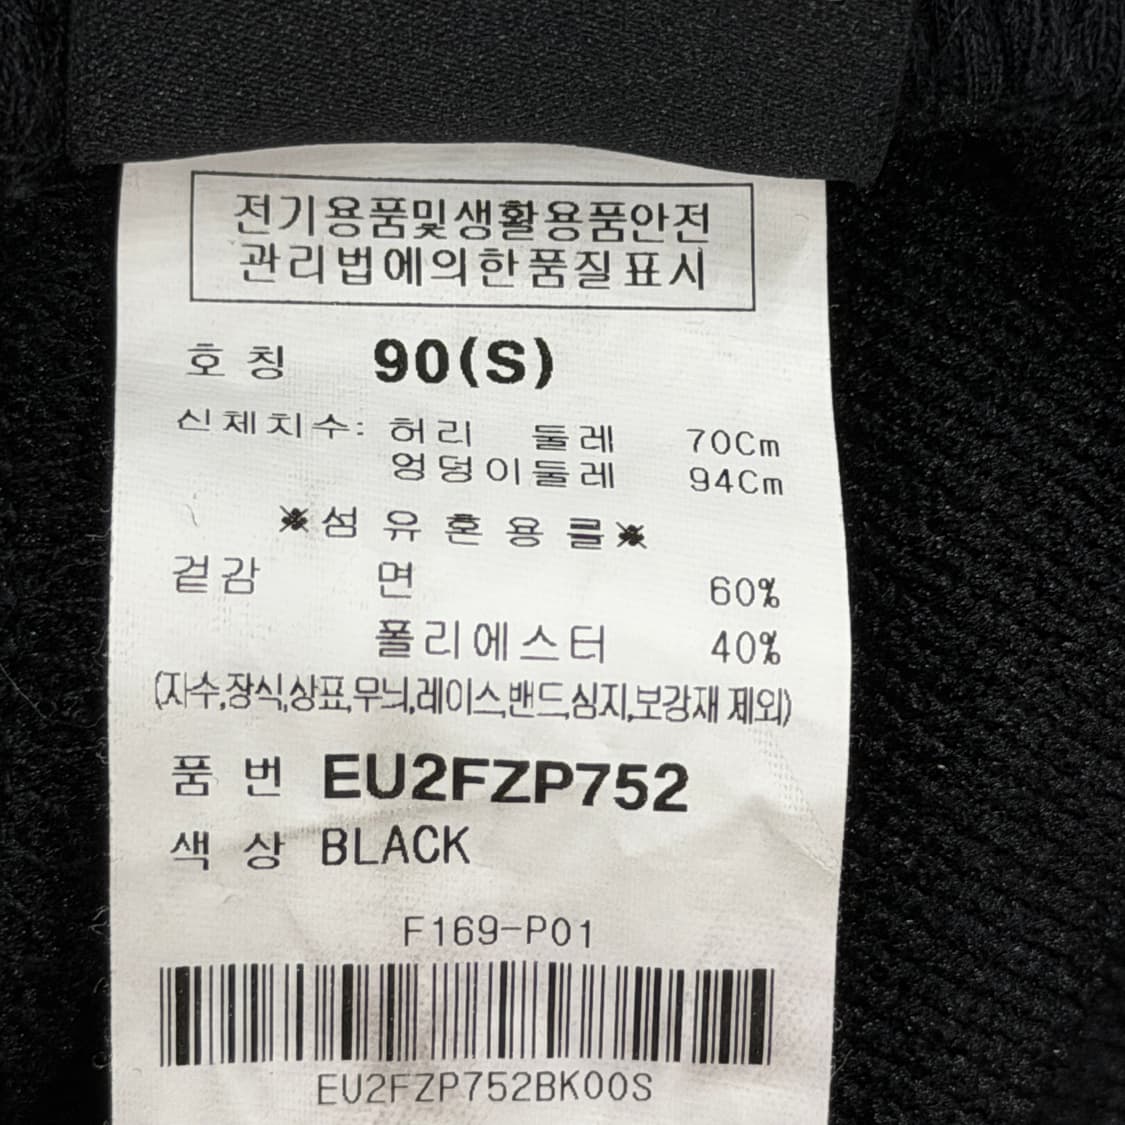 전기용품및생활용품안전
관리법에의한품질표시
호 칭 90(S)
신체치수: 허리 둘레 70Cm
엉덩이둘레 94Cm
※섬 유 혼 용 률※
겉감 면 60%
폴리에스터 40%
(자수,장식,상표,무늬,레이스,밴드,심지,보강재 제외)
품 번 EU2FZP752
색 상 BLACK
F169-P01
EU2FZP752BK00S